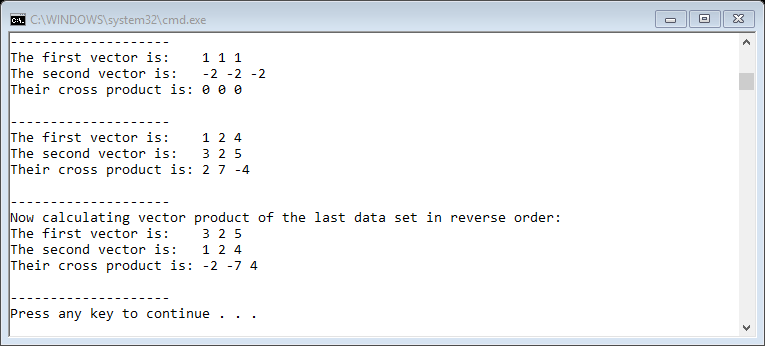 C:\WINDOWS\system32\cmd.exe
--------------------
The first vector is:    1 1 1
The second vector is:   -2 -2 -2
Their cross product is: 0 0 0
--------------------
The first vector is:    1 2 4
The second vector is:   3 2 5
Their cross product is: 2 7 -4
--------------------
Now calculating vector product of the last data set in reverse order:
The first vector is:    3 2 5
The second vector is:   1 2 4
Their cross product is: -2 -7 4
--------------------
Press any key to continue . . .